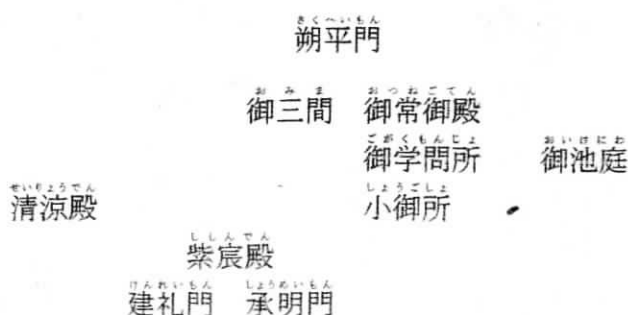 さくへいもん
朔平門
おみま おつねごてん
御三間 御常御殿
ごがくもんじょ おいけにわ
御学問所 御池庭
せいりょうでん しょうごしょ
清涼殿 小御所
ししんでん
紫宸殿
けんれいもん しょうめいもん
建礼門 承明門